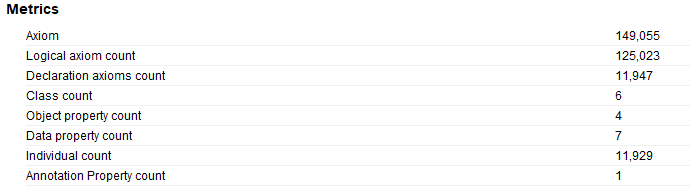 Metrics
Axiom 149,055
Logical axiom count 125,023
Declaration axioms count 11,947
Class count 6
Object property count 4
Data property count 7
Individual count 11,929
Annotation Property count 1